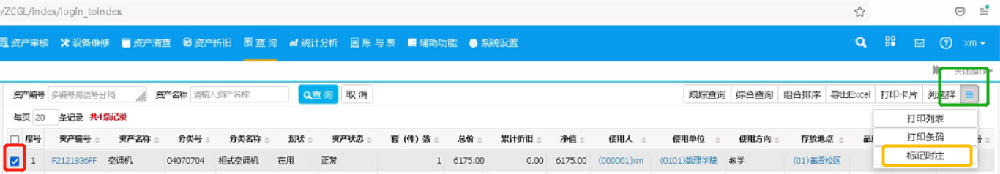 /ZCGL/index/login_toIndex
资产审核 设备维修 资产清查 资产折旧 查 询 统计分析 账 与 表 辅助功能 系统设置 xm
资产编号 多编号用逗号分隔 资产名称 请输入资产名称 查 询 取 消 跟踪查询 综合查询 组合排序 导出Excel 打印卡片 列选择
每页 20 条记录 共4条记录 打印列表
序号 资产编号 资产名称 分类号 分类名称 现状 资产状态 套（件）数 总价 累计折旧 净值 使用人 使用单位 使用方向 存放地点 品 打印条码 号
1 F2121836FF 空调机 04070704 柜式空调机 在用 正常 1 6175.00 0.00 6175.00 (000001)xm (0101)数理学院 教学 (01)奉贤校区 标记附注